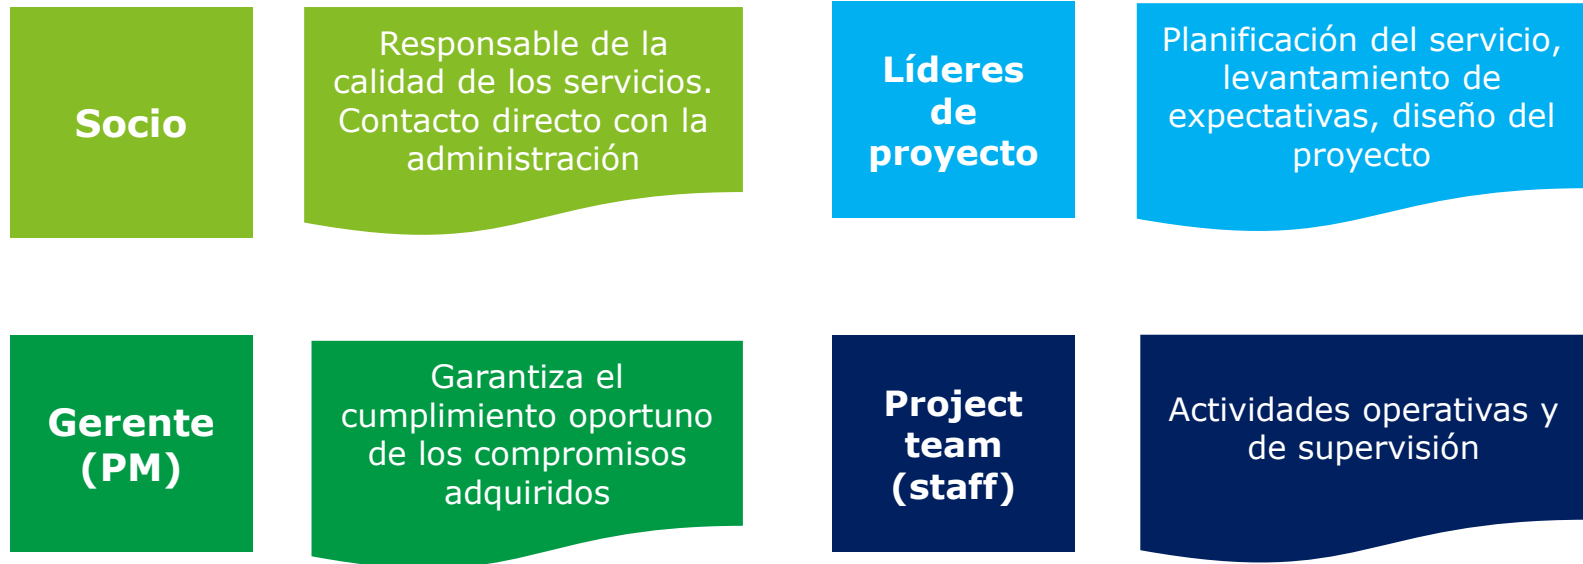 Socio
Responsable de la
calidad de los servicios.
Contacto directo con la
administración
Líderes
de
proyecto
Planificación del servicio,
levantamiento de
expectativas, diseño del
proyecto
Gerente
(PM)
Garantiza el
cumplimiento oportuno
de los compromisos
adquiridos
Project
team
(staff)
Actividades operativas y
de supervisión